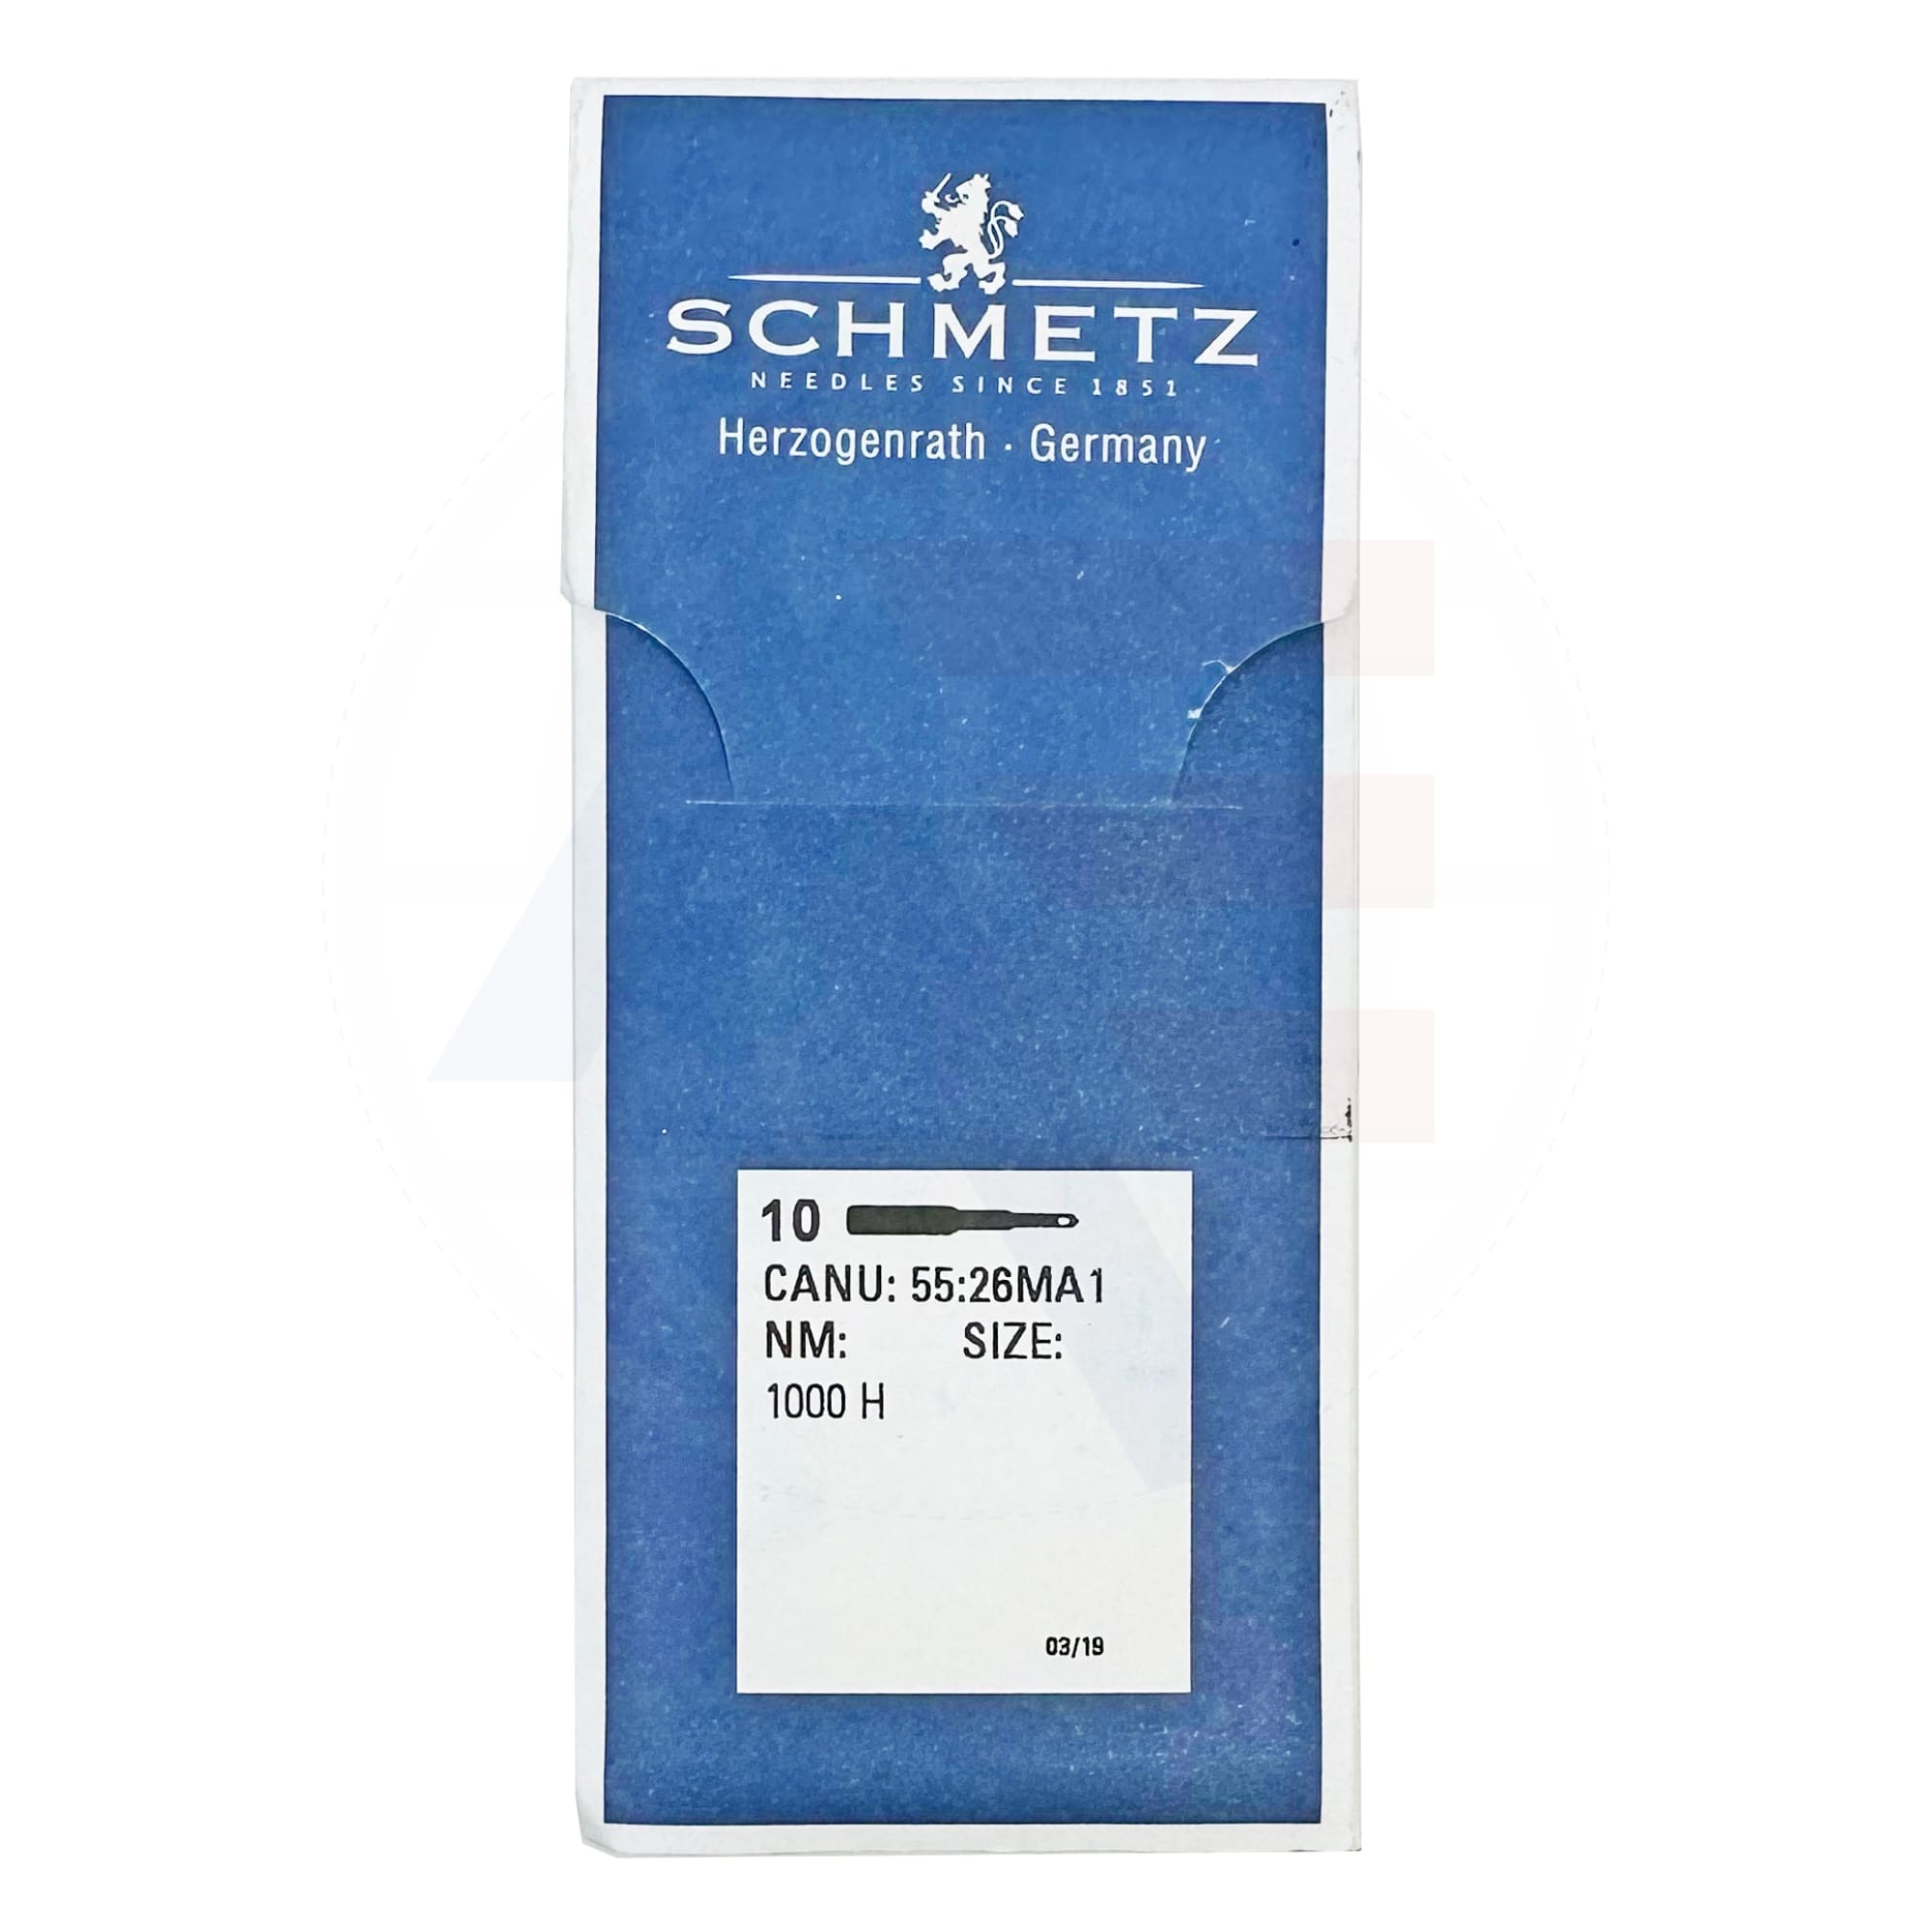 SCHMETZ
NEEDLES SINCE 1851
Herzogenrath · Germany
10
CANU: 55:26MA1
NM: SIZE:
1000 H
03/19